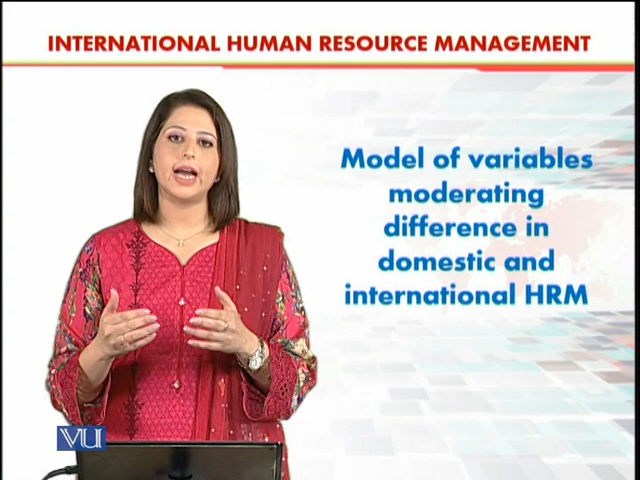 INTERNATIONAL HUMAN RESOURCE MANAGEMENT
Model of variables
moderating
difference in
domestic and
international HRM
VU